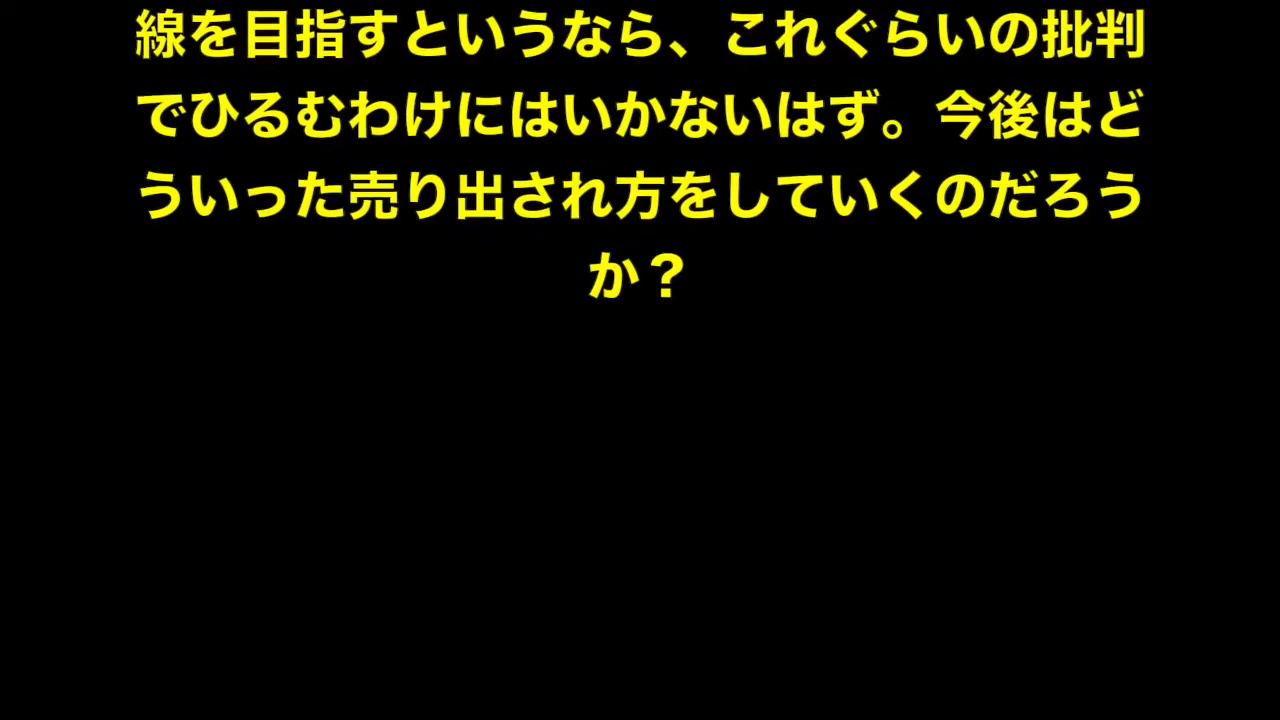 線を目指すというなら、これぐらいの批判
でひるむわけにはいかないはず。今後はど
ういった売り出され方をしていくのだろう
か？